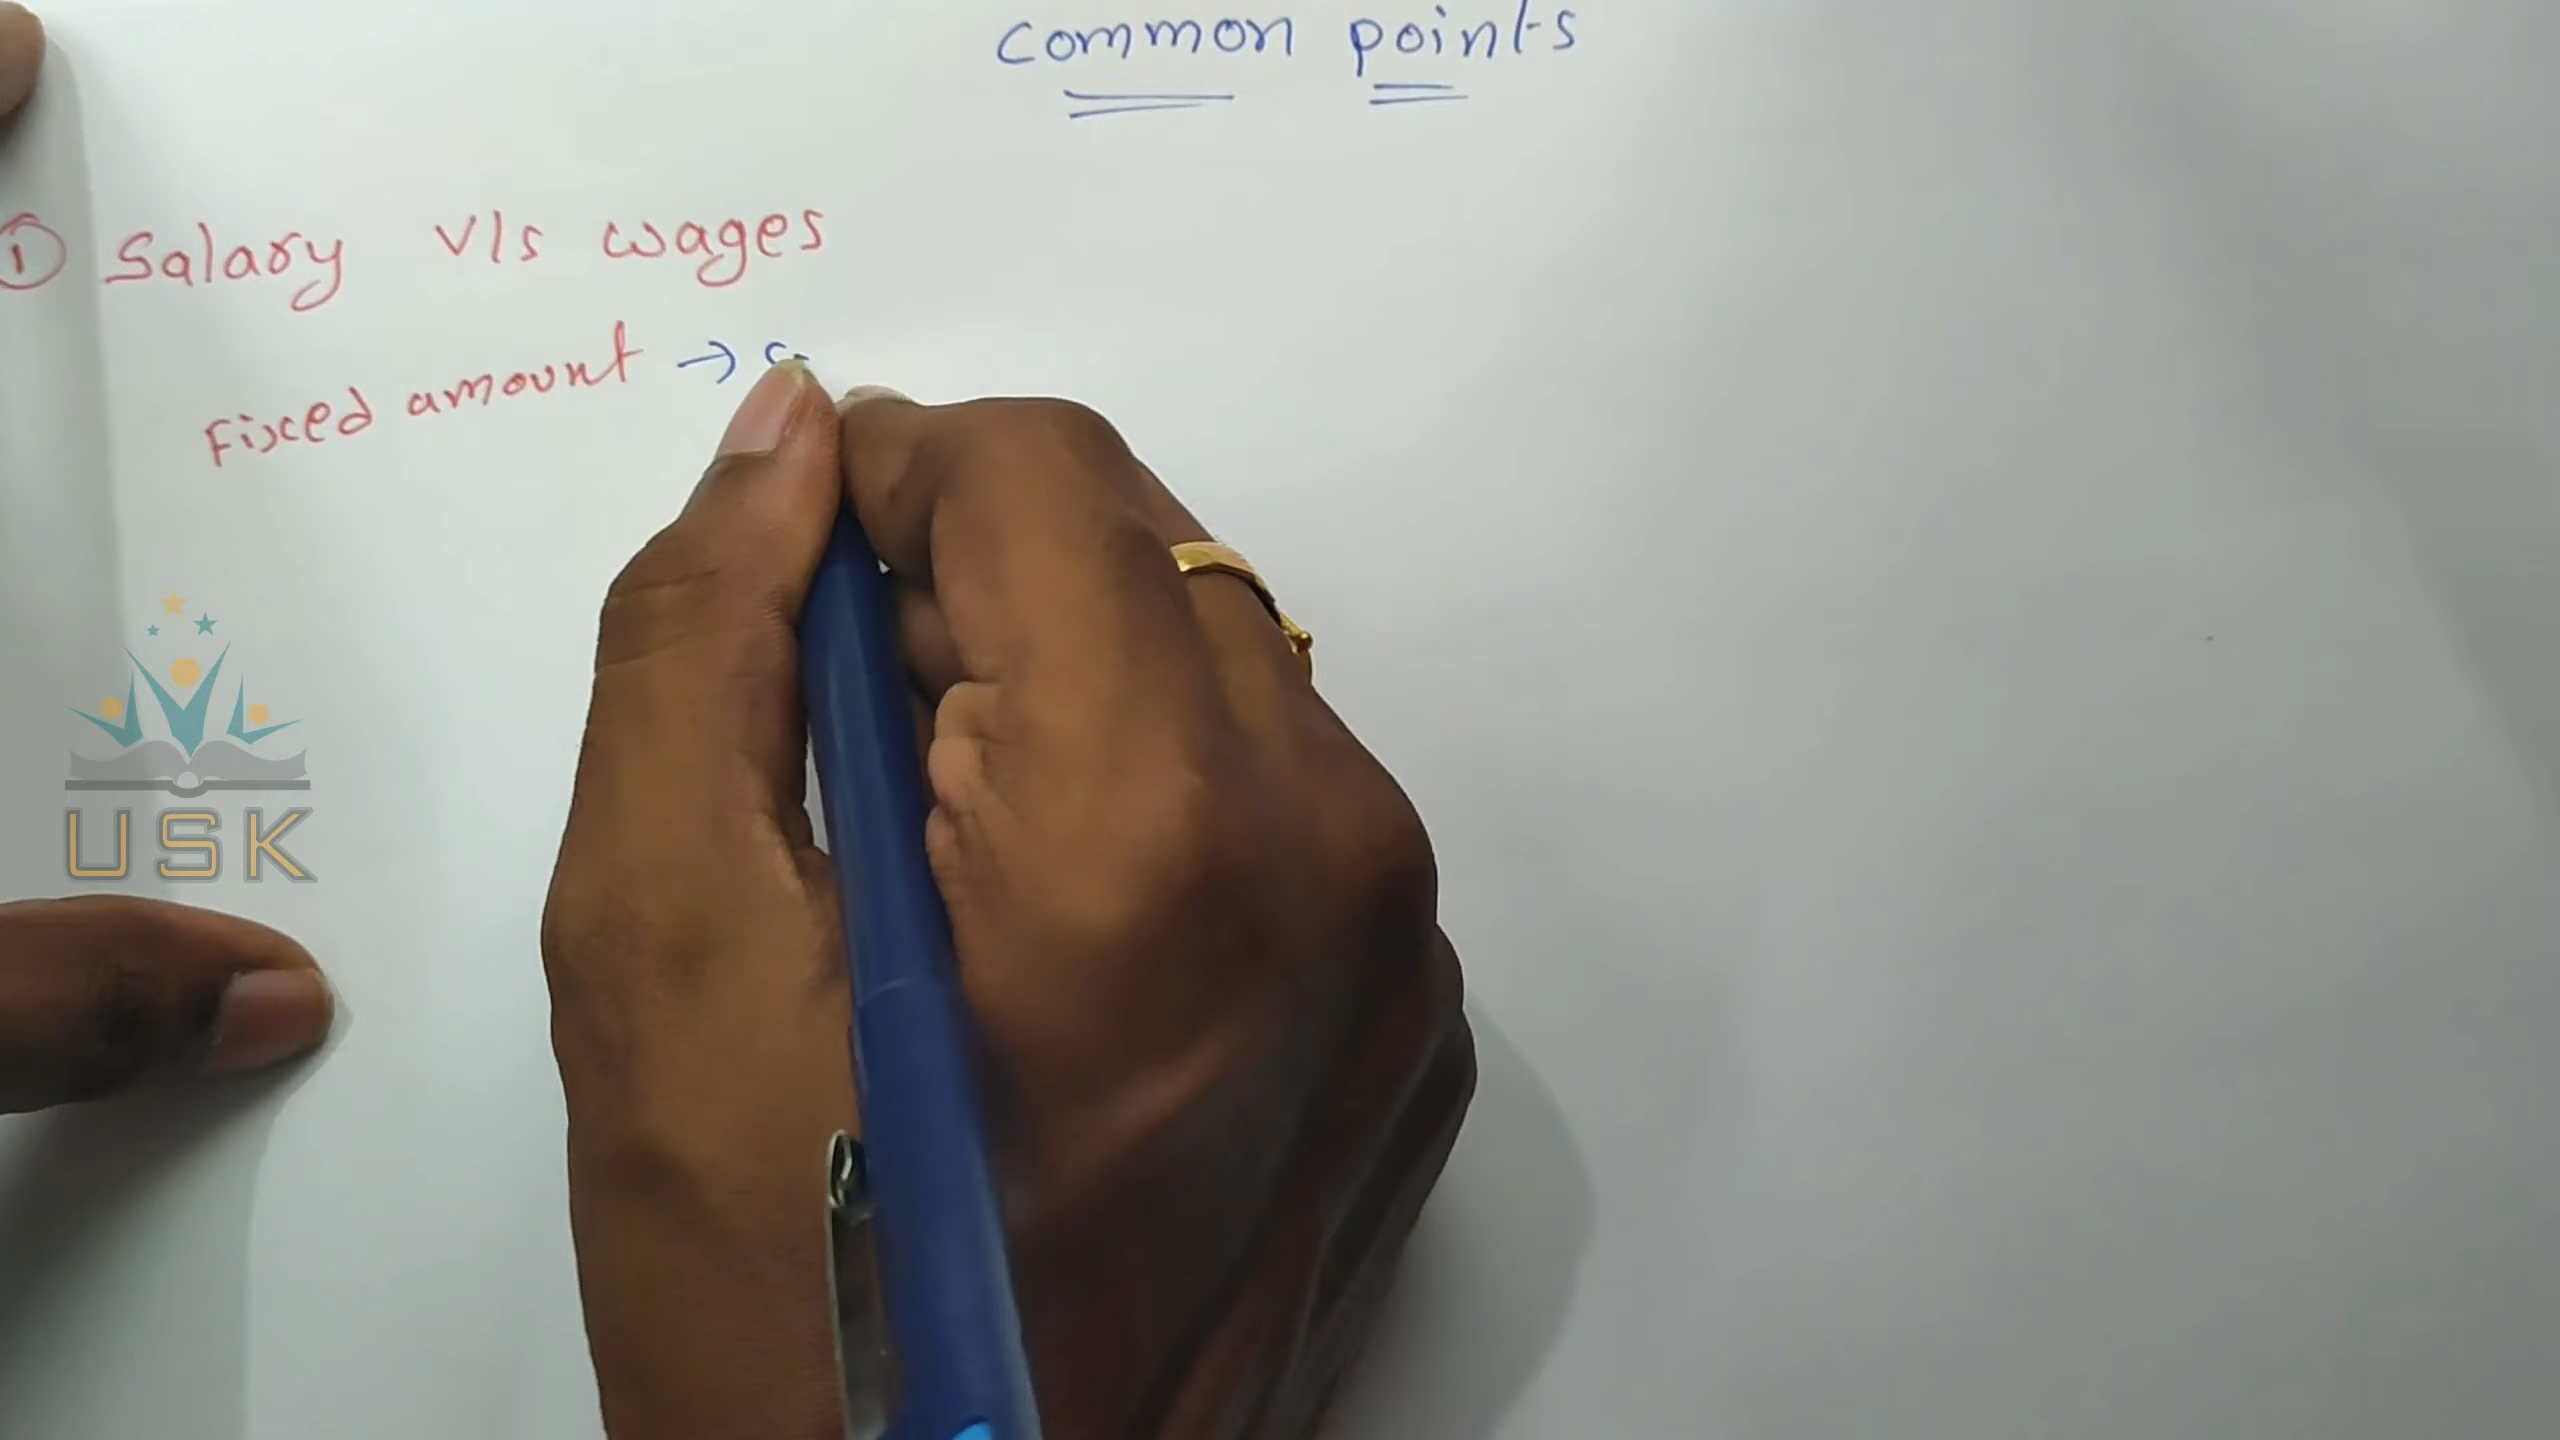 common points
① Salary v/s wages
Fixed amount →
USK